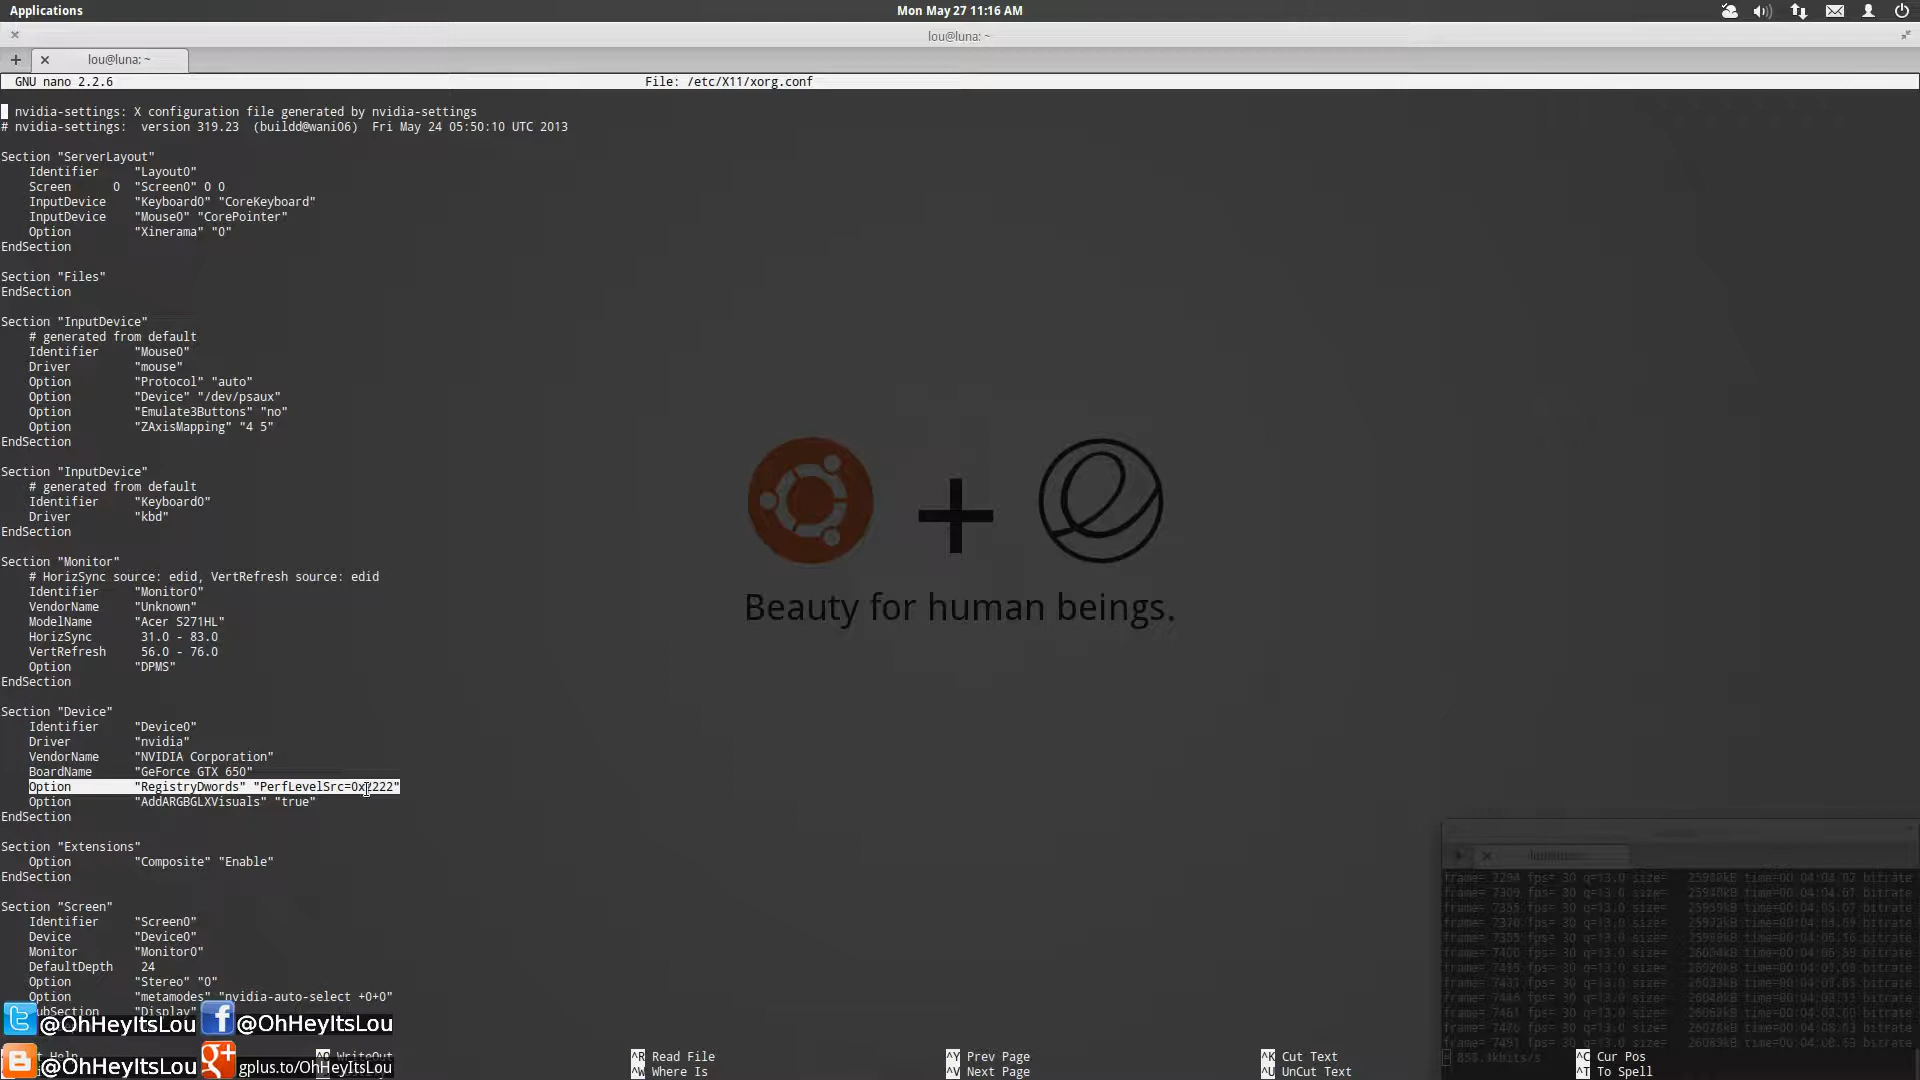 Applications
Mon May 27 11:16 AM
lou@luna: ~
lou@luna: ~
GNU nano 2.2.6 File: /etc/X11/xorg.conf
nvidia-settings: X configuration file generated by nvidia-settings
# nvidia-settings: version 319.23 (buildd@wani06) Fri May 24 05:50:10 UTC 2013
Section "ServerLayout"
Identifier "Layout0"
Screen 0 "Screen0" 0 0
InputDevice "Keyboard0" "CoreKeyboard"
InputDevice "Mouse0" "CorePointer"
Option "Xinerama" "0"
EndSection
Section "Files"
EndSection
Section "InputDevice"
# generated from default
Identifier "Mouse0"
Driver "mouse"
Option "Protocol" "auto"
Option "Device" "/dev/psaux"
Option "Emulate3Buttons" "no"
Option "ZAxisMapping" "4 5"
EndSection
Section "InputDevice"
# generated from default
Identifier "Keyboard0"
Driver "kbd"
EndSection
Section "Monitor"
# HorizSync source: edid, VertRefresh source: edid
Identifier "Monitor0"
VendorName "Unknown"
ModelName "Acer S271HL"
HorizSync 31.0 - 83.0
VertRefresh 56.0 - 76.0
Option "DPMS"
EndSection
Section "Device"
Identifier "Device0"
Driver "nvidia"
VendorName "NVIDIA Corporation"
BoardName "GeForce GTX 650"
Option "RegistryDwords" "PerfLevelSrc=0x2222"
Option "AddARGBGLXVisuals" "true"
EndSection
Section "Extensions"
Option "Composite" "Enable"
EndSection
Section "Screen"
Identifier "Screen0"
Device "Device0"
Monitor "Monitor0"
DefaultDepth 24
Option "Stereo" "0"
Option "metamodes" "nvidia-auto-select +0+0"
"Display"
Beauty for human beings.
@OhHeyItsLou
@OhHeyItsLou
@OhHeyItsLou
gplus.to/OhHeyItsLou
^R Read File ^Y Prev Page ^K Cut Text ^C Cur Pos
^W Where Is ^V Next Page ^U UnCut Text ^T To Spell